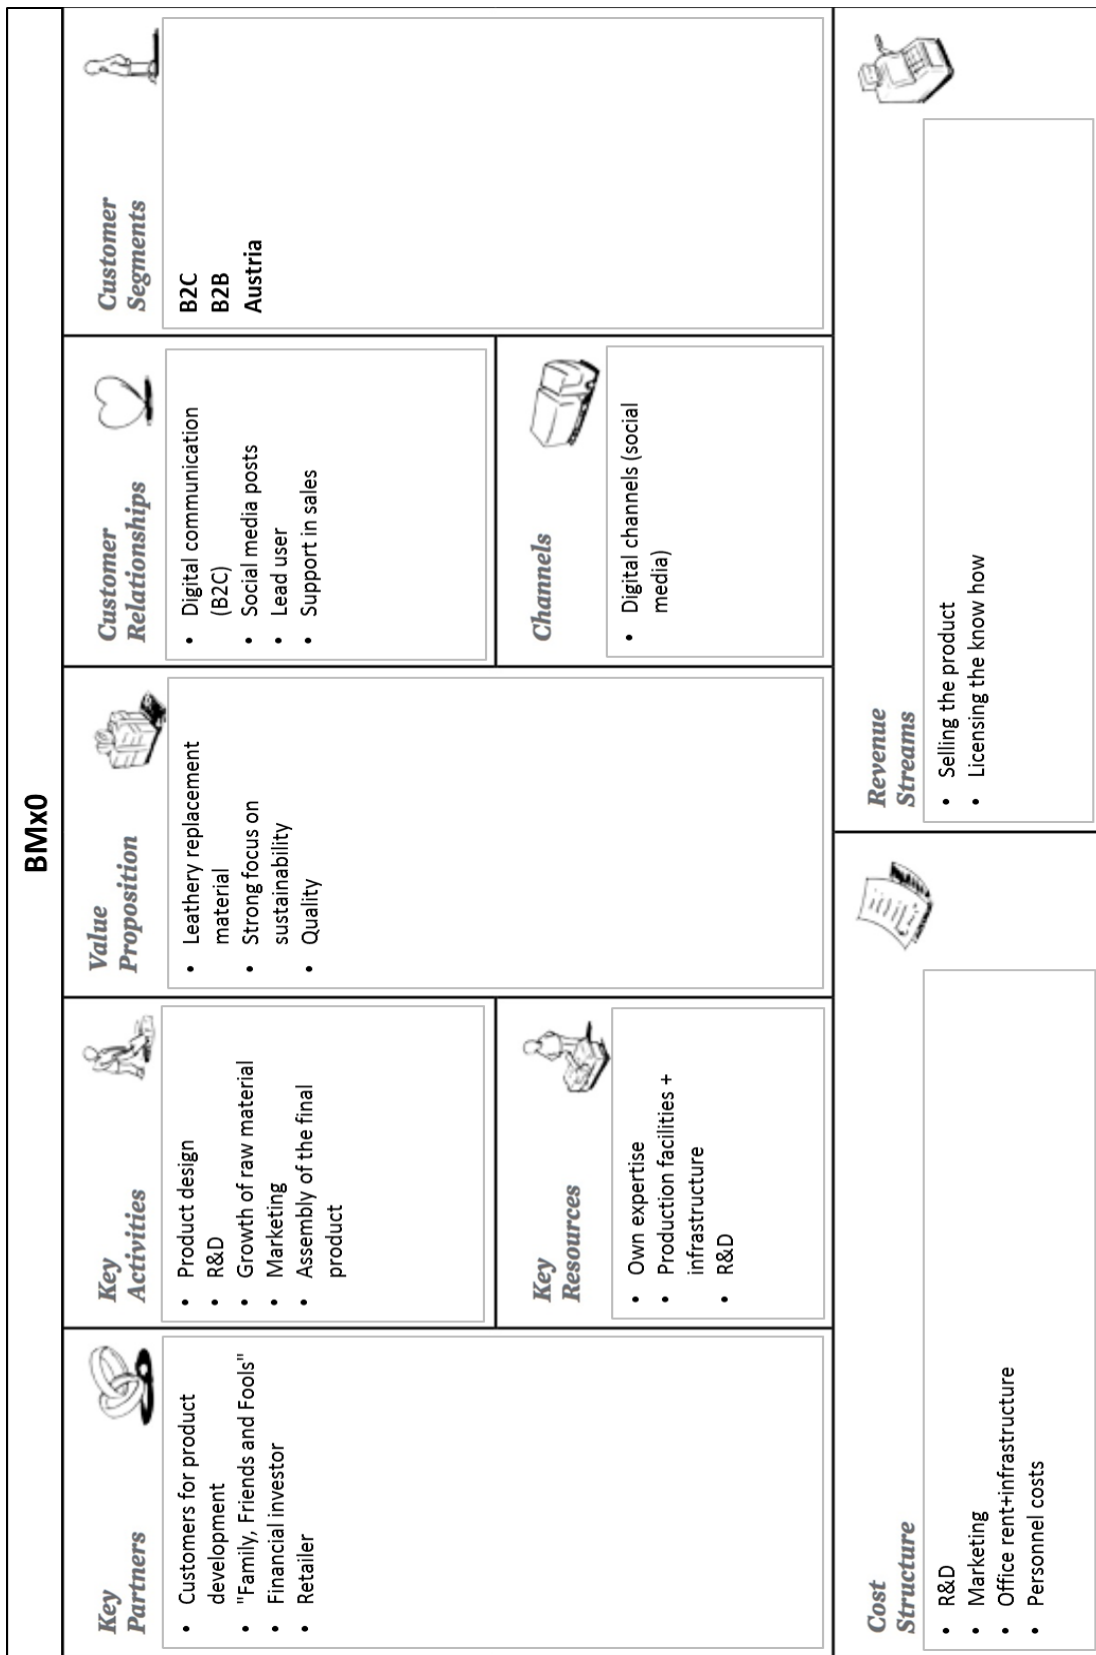 BMx0
Key
Partners
• Customers for product
development
• "Family, Friends and Fools"
• Financial investor
• Retailer
Key
Activities
• Product design
• R&D
• Growth of raw material
• Marketing
• Assembly of the final
product
Key
Resources
• Own expertise
• Production facilities +
infrastructure
• R&D
Value
Proposition
• Leathery replacement
material
• Strong focus on
sustainability
• Quality
Customer
Relationships
• Digital communication
(B2C)
• Social media posts
• Lead user
• Support in sales
Channels
• Digital channels (social
media)
Customer
Segments
B2C
B2B
Austria
Cost
Structure
• R&D
• Marketing
• Office rent+infrastructure
• Personnel costs
Revenue
Streams
• Selling the product
• Licensing the know how